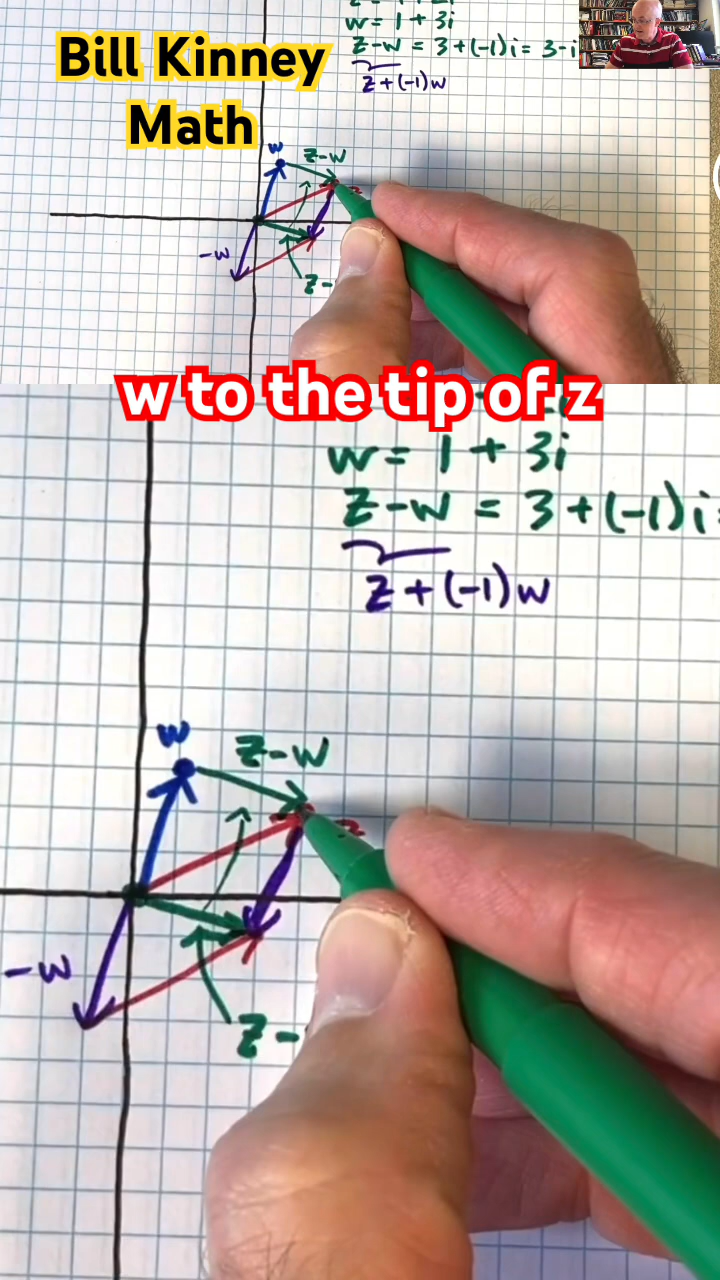 w = 1 + 3i
z-w = 3+(-1)i = 3-i
z+(-1)w
Bill Kinney
Math
w
z-w
-w
z-
w to the tip of z
w = 1 + 3i
z-w = 3+(-1)i=
z+(-1)w
w
z-w
-w
z-